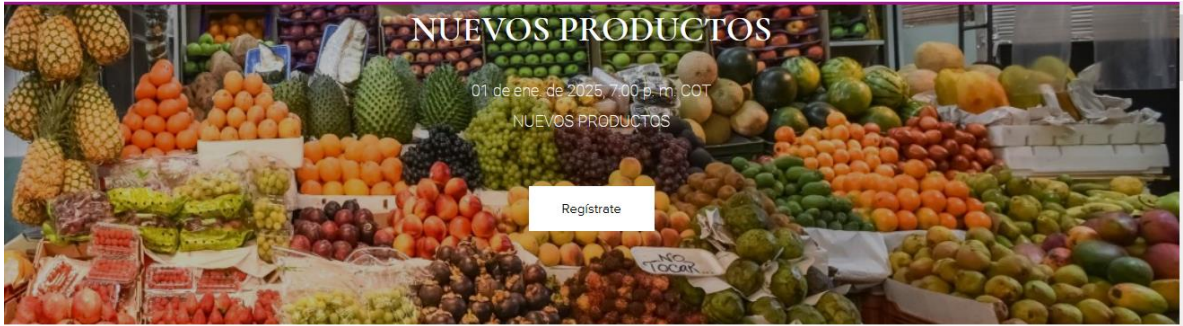 NUEVOS PRODUCTOS
01 de ene. de 2025, 7:00 p. m. COT
NUEVOS PRODUCTOS
Regístrate
NO
TOCAR